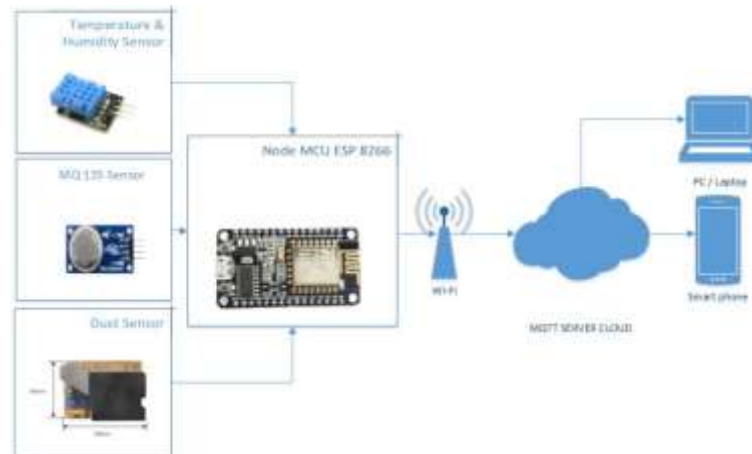 Temperature &
Humidity Sensor
MQ 135 Sensor
Dust Sensor
Node MCU ESP 8266
WI-FI
MQTT SERVER CLOUD
PC / Laptop
Smart phone